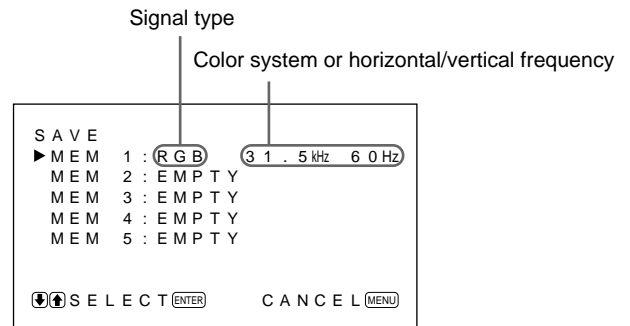 Signal type
Color system or horizontal/vertical frequency
SAVE
▶MEM 1:RGB 31.5kHz 60Hz
MEM 2:EMPTY
MEM 3:EMPTY
MEM 4:EMPTY
MEM 5:EMPTY
SELECT ENTER CANCEL MENU